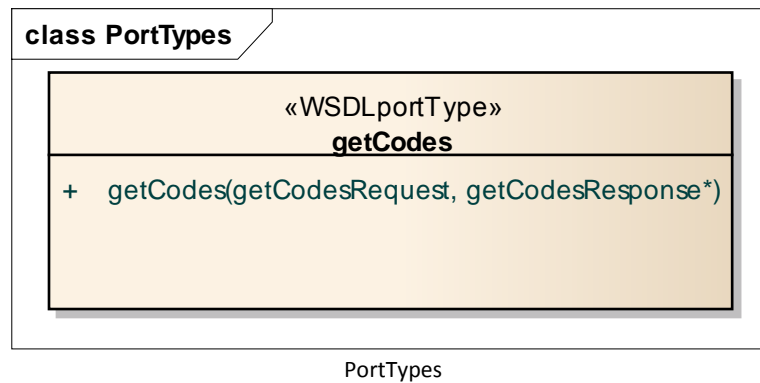 class PortTypes
«WSDLportType»
getCodes
+ getCodes(getCodesRequest, getCodesResponse*)
PortTypes